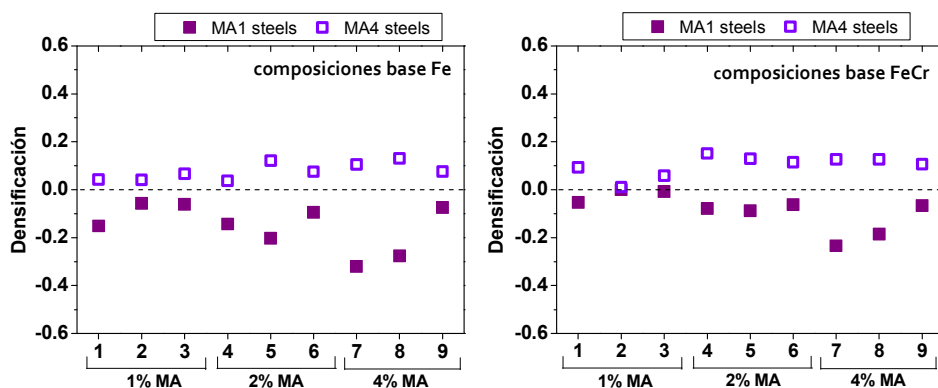 MA1 steels MA4 steels
composiciones base Fe
Densificación
0.6
0.4
0.2
0.0
-0.2
-0.4
-0.6
1 2 3 4 5 6 7 8 9
1% MA 2% MA 4% MA
MA1 steels MA4 steels
composiciones base FeCr
Densificación
0.6
0.4
0.2
0.0
-0.2
-0.4
-0.6
1 2 3 4 5 6 7 8 9
1% MA 2% MA 4% MA